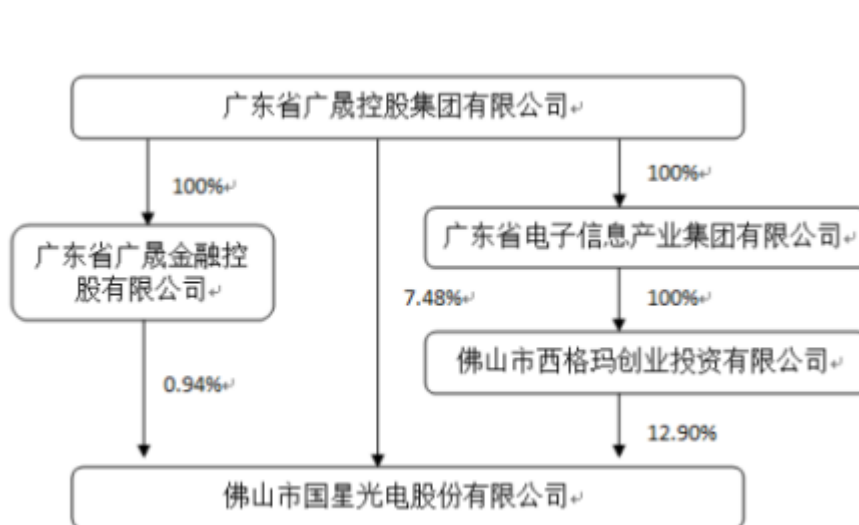 广东省广晟控股集团有限公司
100%
100%
广东省广晟金融控
股有限公司
广东省电子信息产业集团有限公司
7.48%
100%
佛山市西格玛创业投资有限公司
0.94%
12.90%
佛山市国星光电股份有限公司